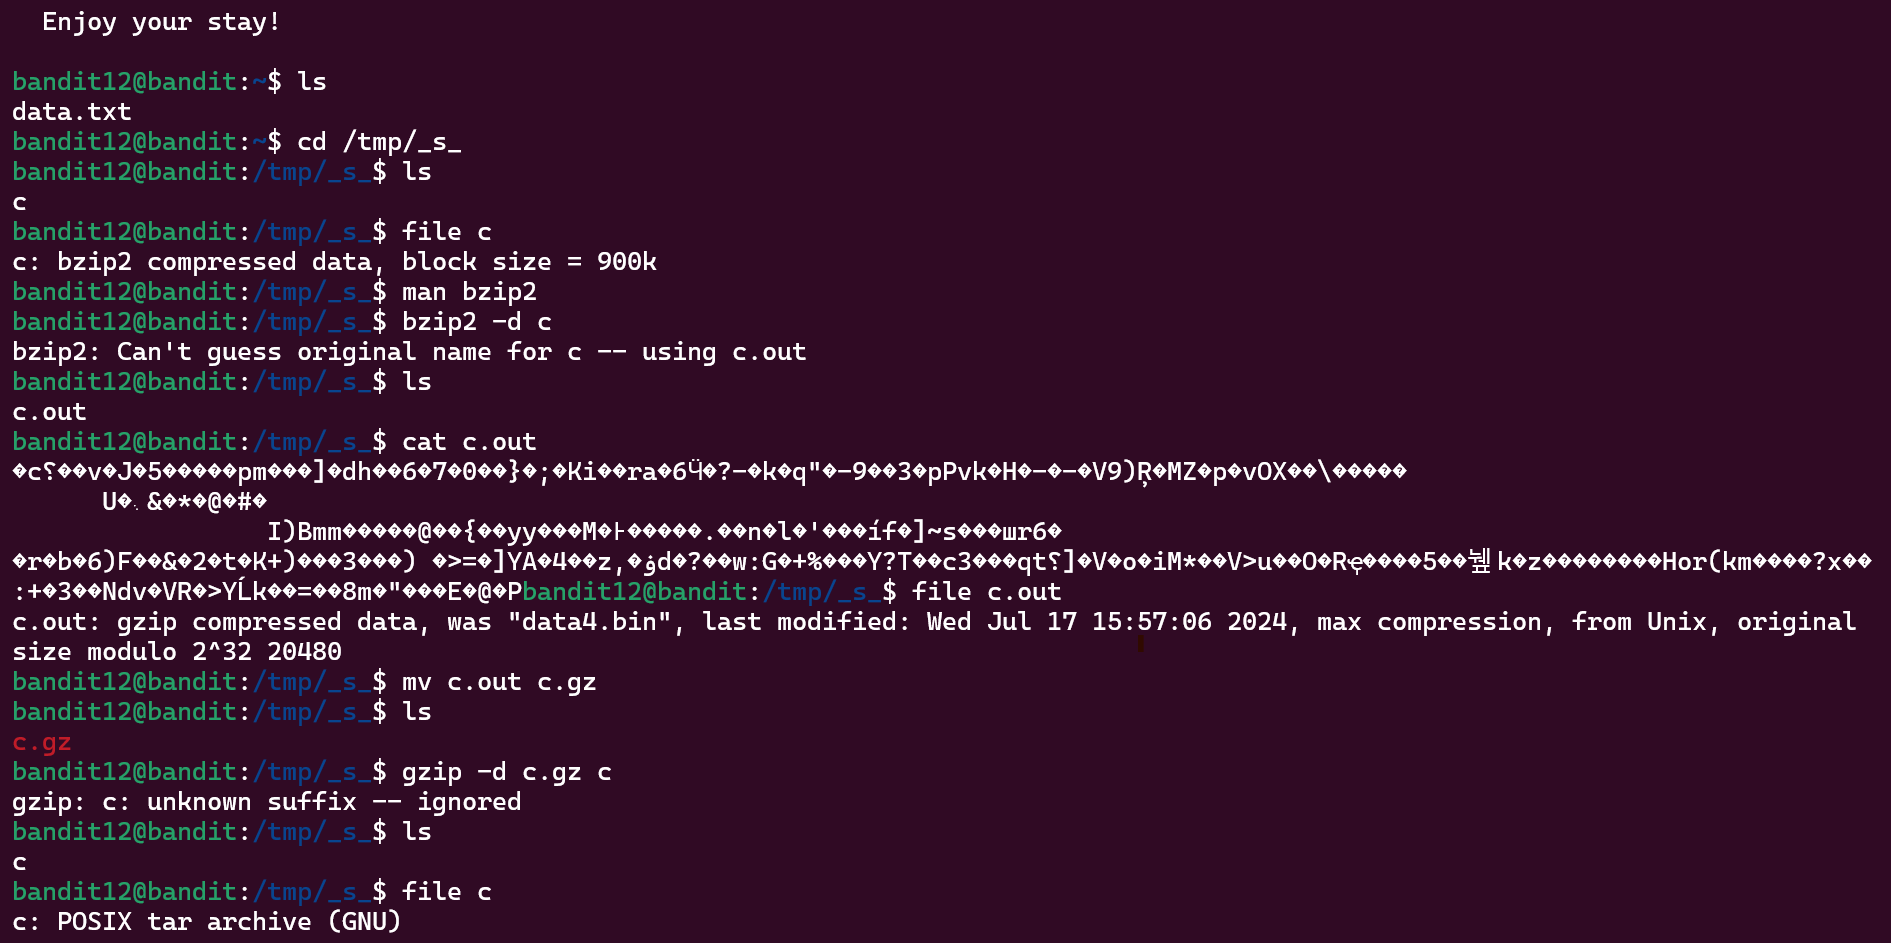 Enjoy your stay!
bandit12@bandit:~$ ls
data.txt
bandit12@bandit:~$ cd /tmp/_s_
bandit12@bandit:/tmp/_s_$ ls
c
bandit12@bandit:/tmp/_s_$ file c
c: bzip2 compressed data, block size = 900k
bandit12@bandit:/tmp/_s_$ man bzip2
bandit12@bandit:/tmp/_s_$ bzip2 -d c
bzip2: Can't guess original name for c -- using c.out
bandit12@bandit:/tmp/_s_$ ls
c.out
bandit12@bandit:/tmp/_s_$ cat c.out
�c؟��v�J�5�����pm���]�dh��6�7�0��}�;�Ki��ra�6Ӵ�?-�k�q"�-9��3�pPvk�H�-�-�V9)Ŗ�MZ�p�vOX��\�����
U� &�*�@�#�
I)Bmm�����@��{��yy���M�⊦�����.��n�l�'���íf�]~s���шr6�
�r�b�6)F��&�2�t�K+)���3���) �>=�]YA�4��z,�ۏd�?��w:G�+%���Y?T��c3���qt؟]�V�o�iM*��V>u��O�R����5�� k�z��������Hor(km����?x��
:+�3��Ndv�VR�>YĹk��=��8m�"���E�@�Pbandit12@bandit:/tmp/_s_$ file c.out
c.out: gzip compressed data, was "data4.bin", last modified: Wed Jul 17 15:57:06 2024, max compression, from Unix, original
size modulo 2^32 20480
bandit12@bandit:/tmp/_s_$ mv c.out c.gz
bandit12@bandit:/tmp/_s_$ ls
c.gz
bandit12@bandit:/tmp/_s_$ gzip -d c.gz c
gzip: c: unknown suffix -- ignored
bandit12@bandit:/tmp/_s_$ ls
c
bandit12@bandit:/tmp/_s_$ file c
c: POSIX tar archive (GNU)